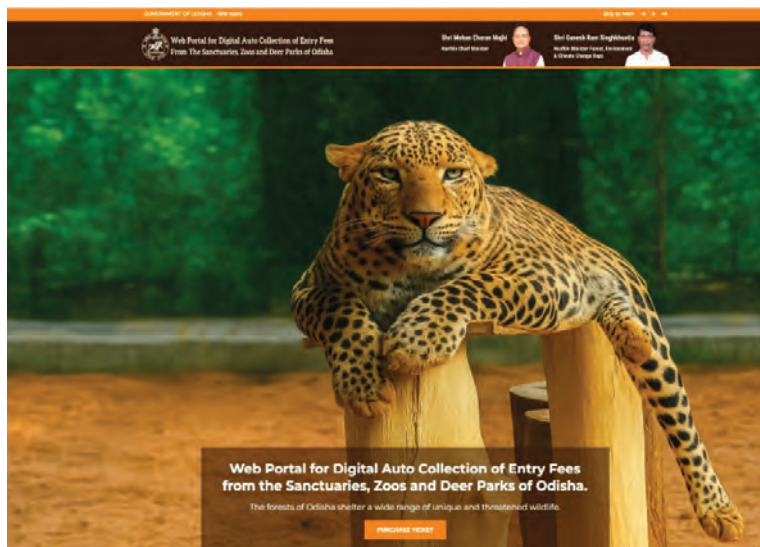 GOVERNMENT OF ODISHA
Skip to main
Web Portal for Digital Auto Collection of Entry Fees
From The Sanctuaries, Zoos and Deer Parks of Odisha
Shri Mohan Charan Majhi
Hon'ble Chief Minister
Shri Ganesh Ram Singhkhuntia
Hon'ble Minister Forest, Environment
& Climate Change Dept.
Web Portal for Digital Auto Collection of Entry Fees
from the Sanctuaries, Zoos and Deer Parks of Odisha.
The forests of Odisha shelter a wide range of unique and threatened wildlife.
PURCHASE TICKET